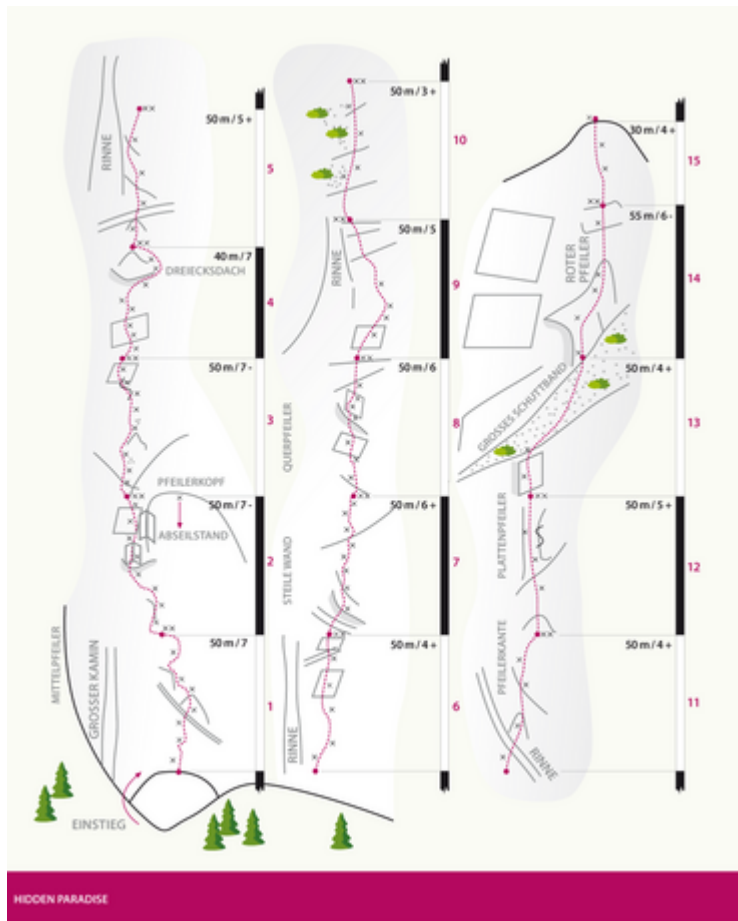 50 m / 5 +
RINNE
5
40 m / 7
DREIECKSDACH
4
50 m / 7 -
3
PFEILERKOPF
50 m / 7 -
ABSEILSTAND
2
50 m / 7
MITTELPFEILER
GROSSER KAMIN
1
EINSTIEG
50 m / 3 +
10
50 m / 5
RINNE
9
50 m / 6
QUERPFEILER
8
50 m / 6 +
STEILE WAND
7
50 m / 4 +
RINNE
6
30 m / 4 +
15
55 m / 6 -
ROTER
PFEILER
14
50 m / 4 +
GROSSES SCHUTTBAND
13
50 m / 5 +
PLATTENPFEILER
12
50 m / 4 +
PFEILERKANTE
11
RINNE
HIDDEN PARADISE